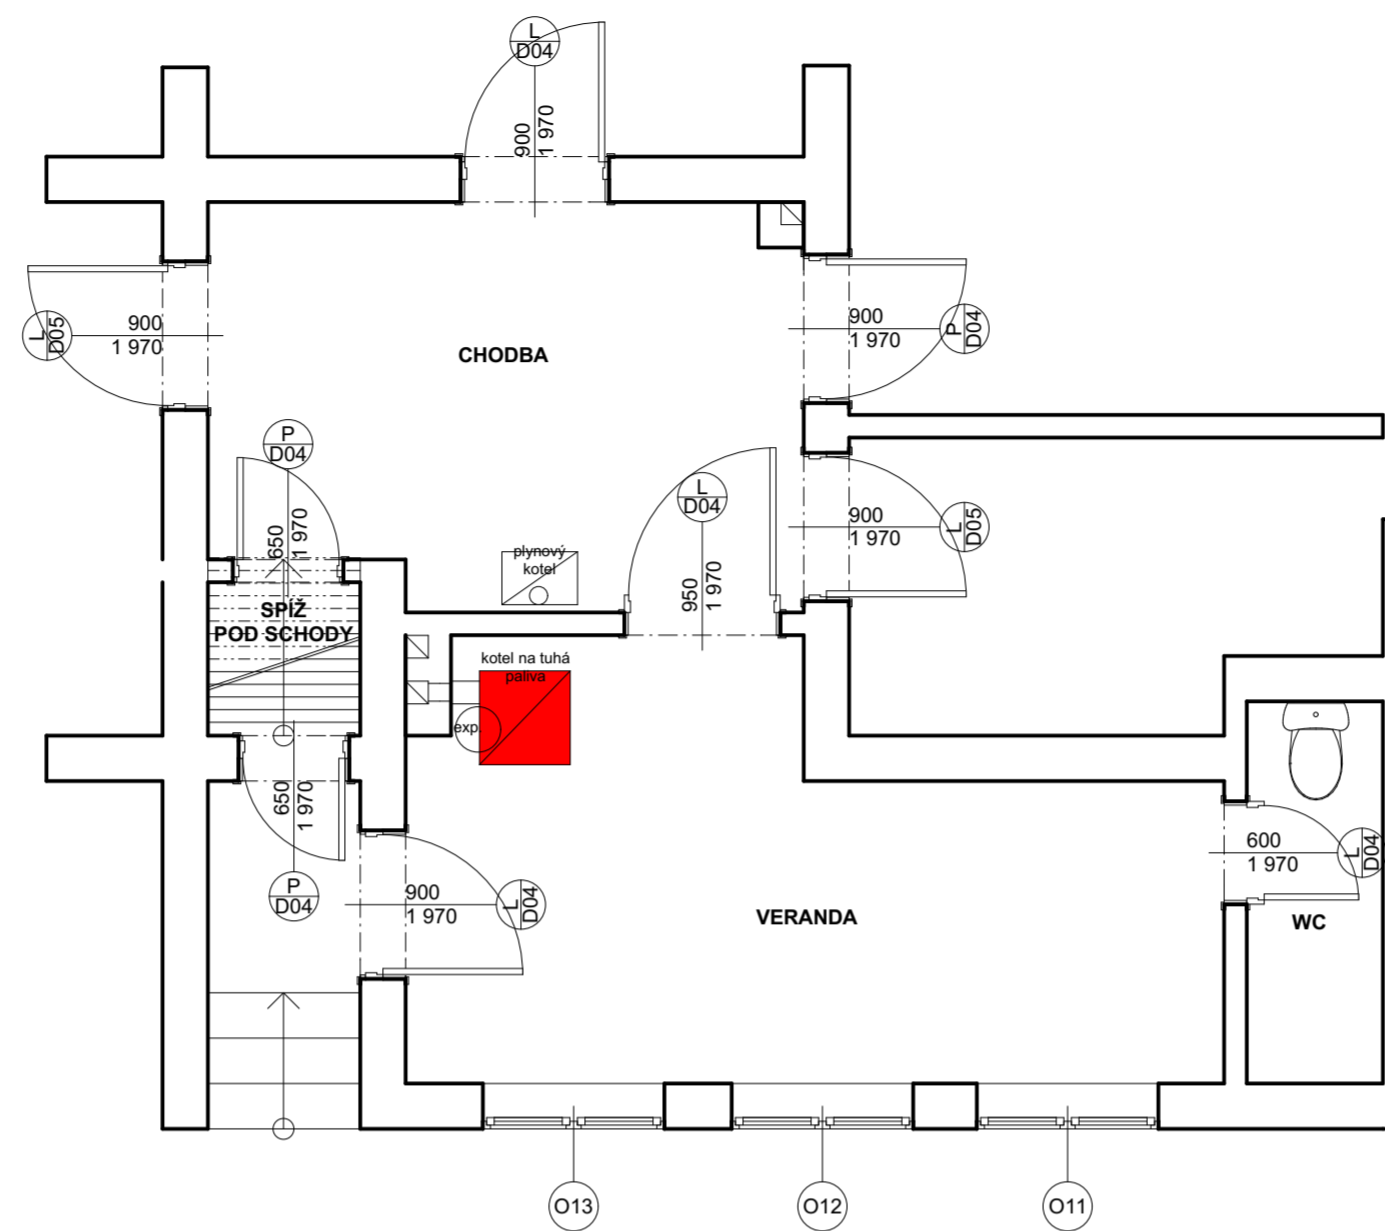 L
D04
900
1 970
900
1 970
L
D05
CHODBA
900
1 970
P
D04
P
D04
650
1 970
L
D04
950
1 970
900
1 970
L
D05
plynový
kotel
SPÍŽ
POD SCHODY
kotel na tuhá
paliva
exp.
650
1 970
P
D04
900
1 970
L
D04
VERANDA
600
1 970
L
D04
WC
O13
O12
O11